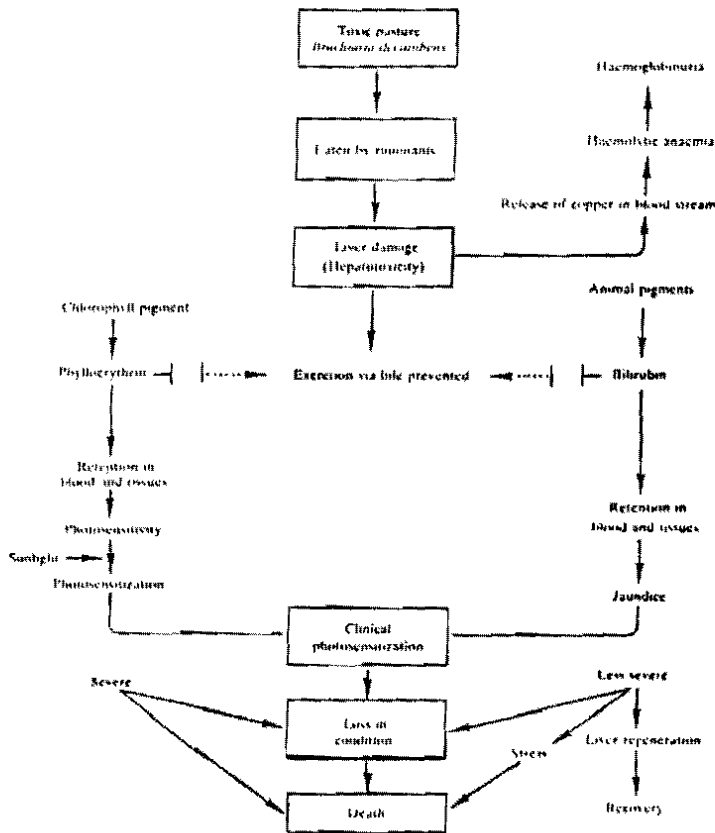 Toxic pasture
Brachiaria decumbens
Haemoglobinuria
Eaten by ruminants
Haemolytic anaemia
Release of copper in blood stream
Liver damage
(Hepatotoxicity)
Animal pigments
Chlorophyll pigment
Phylloerythrin
Excretion via bile prevented
Bilirubin
Retention in
blood and tissues
Retention in
blood and tissues
Photosensitivity
Sunlight
Photosensitization
Jaundice
Clinical
photosensitization
Severe
Less severe
Loss in
condition
Stress
Liver regeneration
Death
Recovery